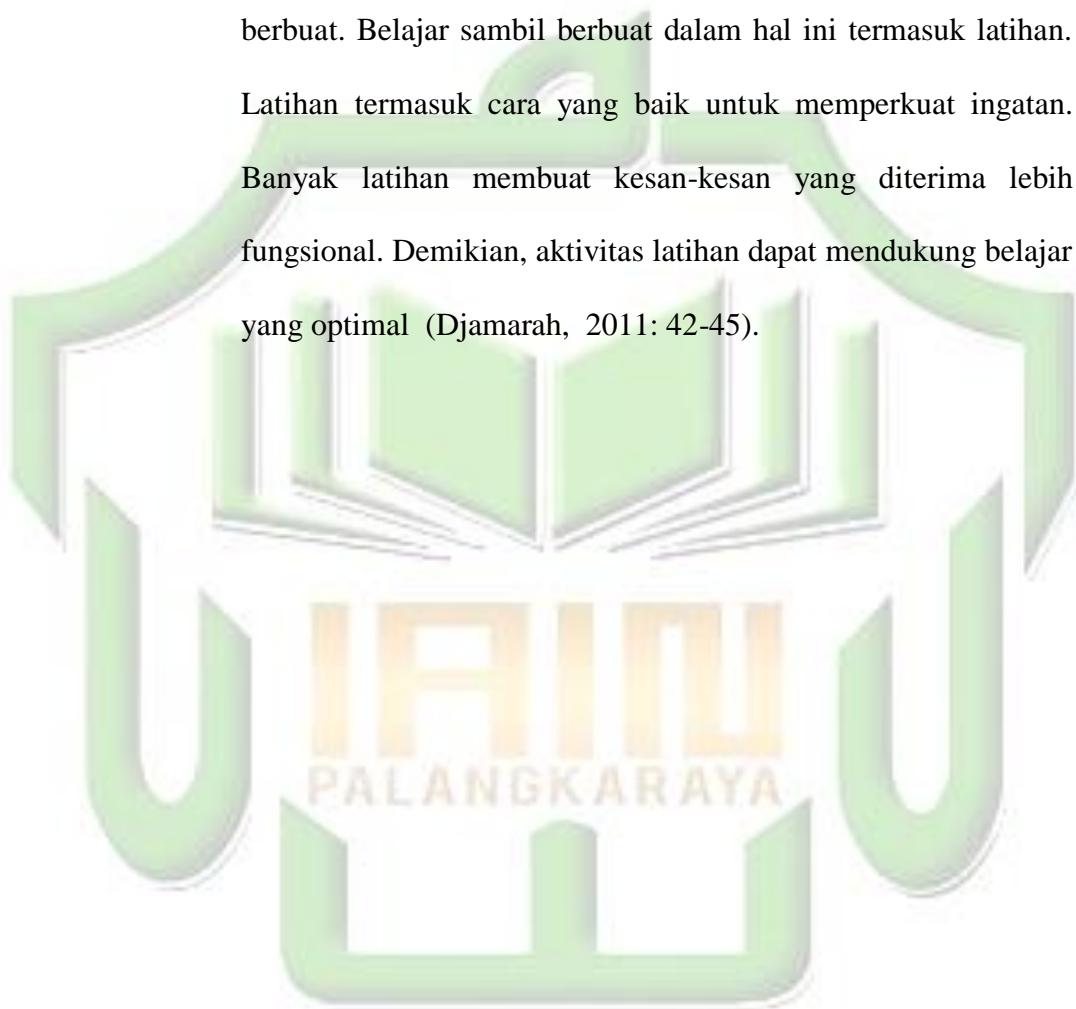 berbuat. Belajar sambil berbuat dalam hal ini termasuk latihan.
Latihan termasuk cara yang baik untuk memperkuat ingatan.
Banyak latihan membuat kesan-kesan yang diterima lebih
fungsional. Demikian, aktivitas latihan dapat mendukung belajar
yang optimal (Djamarah, 2011: 42-45).
IAIN
PALANGKARAYA